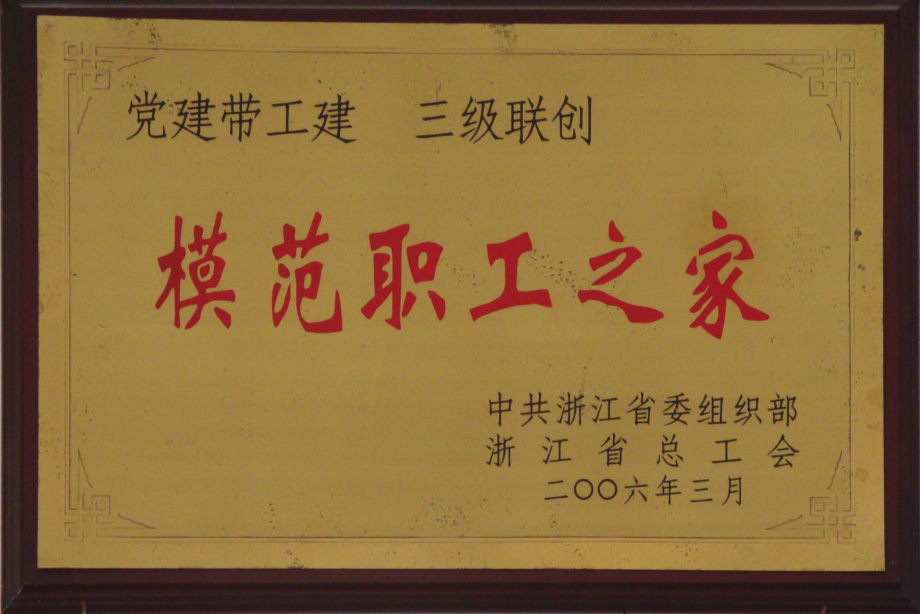 党建带工建 三级联创
模范职工之家
中共浙江省委组织部
浙江省总工会
二〇〇六年三月